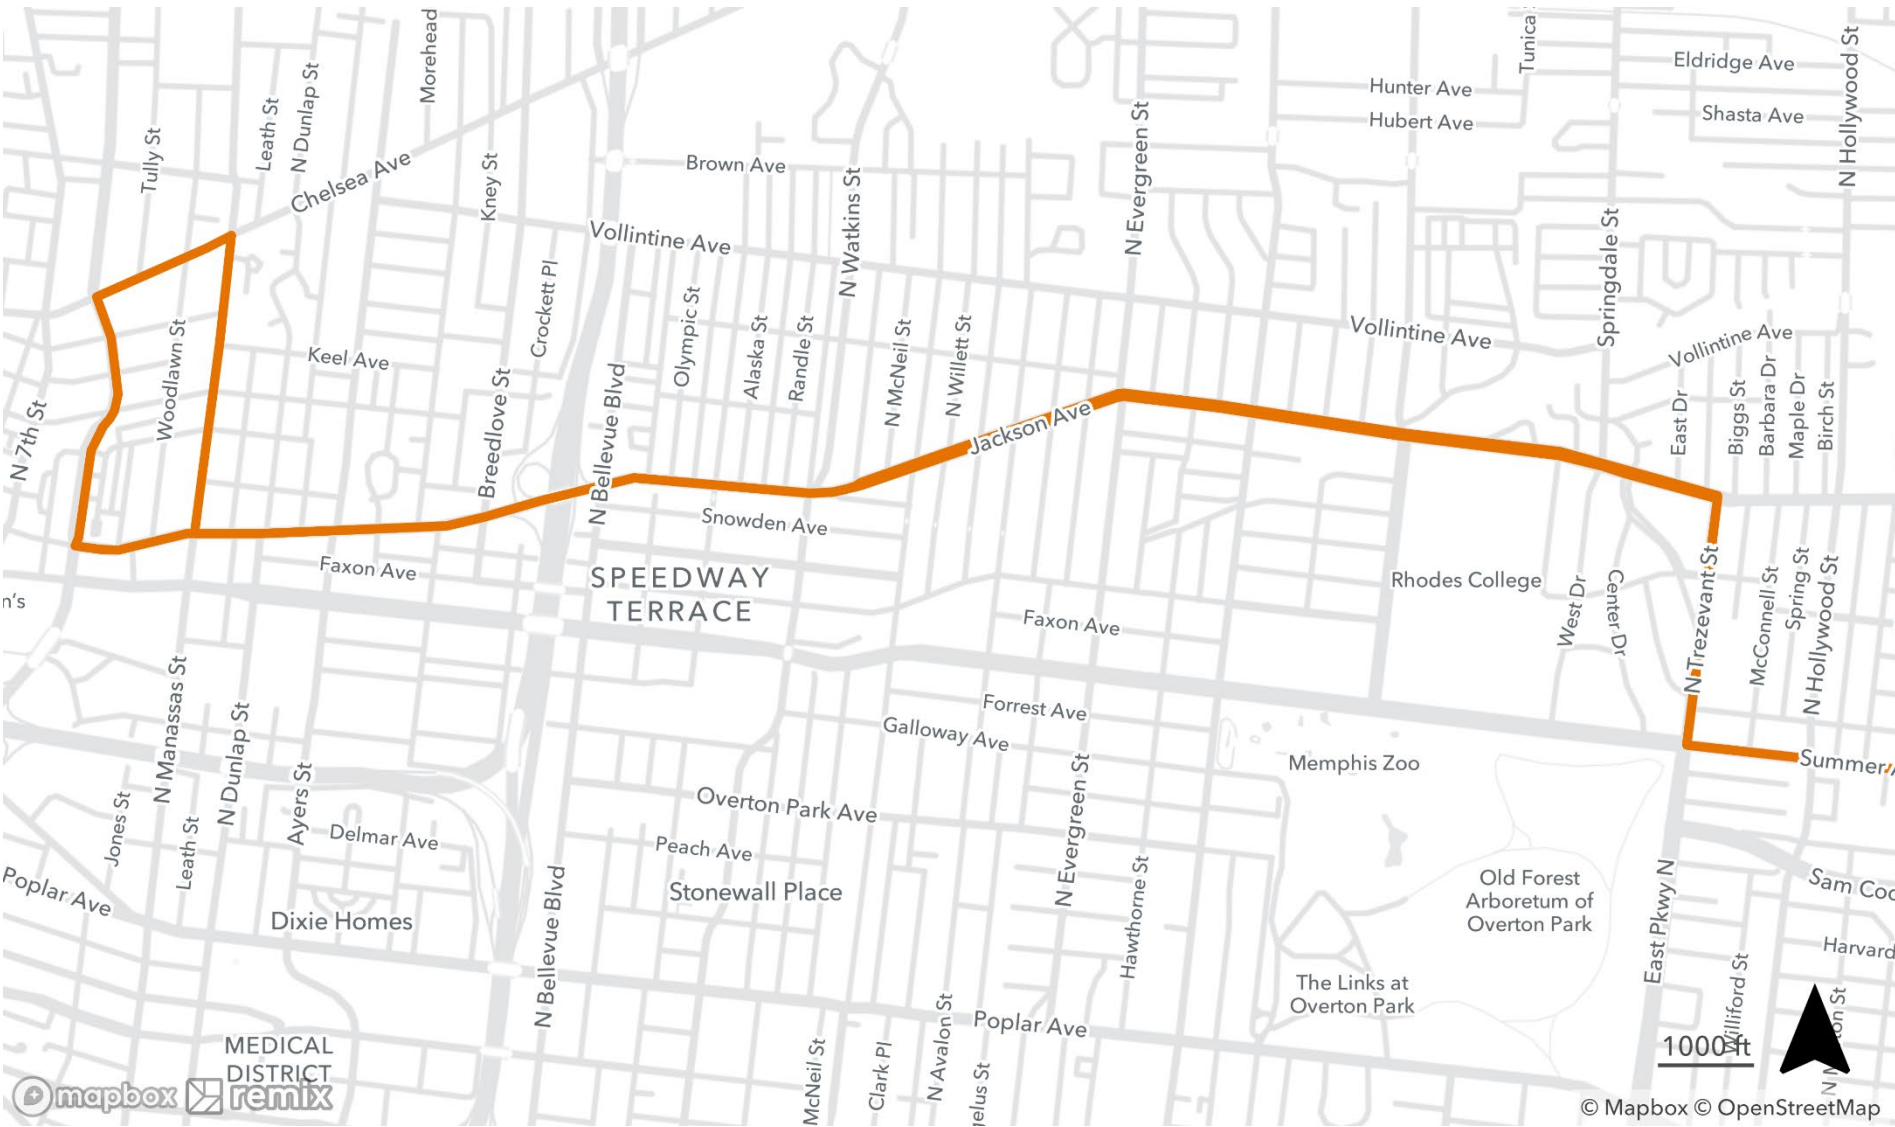 Morehead
Tunica
N Hollywood St
Eldridge Ave
Leath St
N Dunlap St
Hunter Ave
Shasta Ave
Hubert Ave
Tully St
Chelsea Ave
Kney St
Brown Ave
N Watkins St
N Evergreen St
Springdale St
Vollintine Ave
Crockett Pl
Olympic St
Alaska St
Randle St
N McNeil St
N Willett St
Vollintine Ave
Vollintine Ave
Woodlawn St
Keel Ave
Breedlove St
N Bellevue Blvd
N 7th St
Jackson Ave
East Dr
Biggs St
Barbara Dr
Maple Dr
Birch St
Snowden Ave
Faxon Ave
SPEEDWAY
TERRACE
Rhodes College
West Dr
Center Dr
N Trezevant St
McConnell St
Spring St
N Hollywood St
n's
Faxon Ave
N Manassas St
N Dunlap St
Forrest Ave
Galloway Ave
Memphis Zoo
Summer
Jones St
Leath St
Ayers St
Delmar Ave
Overton Park Ave
Peach Ave
Stonewall Place
N Evergreen St
Hawthorne St
Old Forest
Arboretum of
Overton Park
East Pkwy N
Sam Coo
Poplar Ave
Dixie Homes
N Bellevue Blvd
Harvard
Williford St
The Links at
Overton Park
Poplar Ave
N Avalon St
Clark Pl
McNeil St
gelus St
MEDICAL
DISTRICT
1000 ft
mapbox remix
© Mapbox © OpenStreetMap